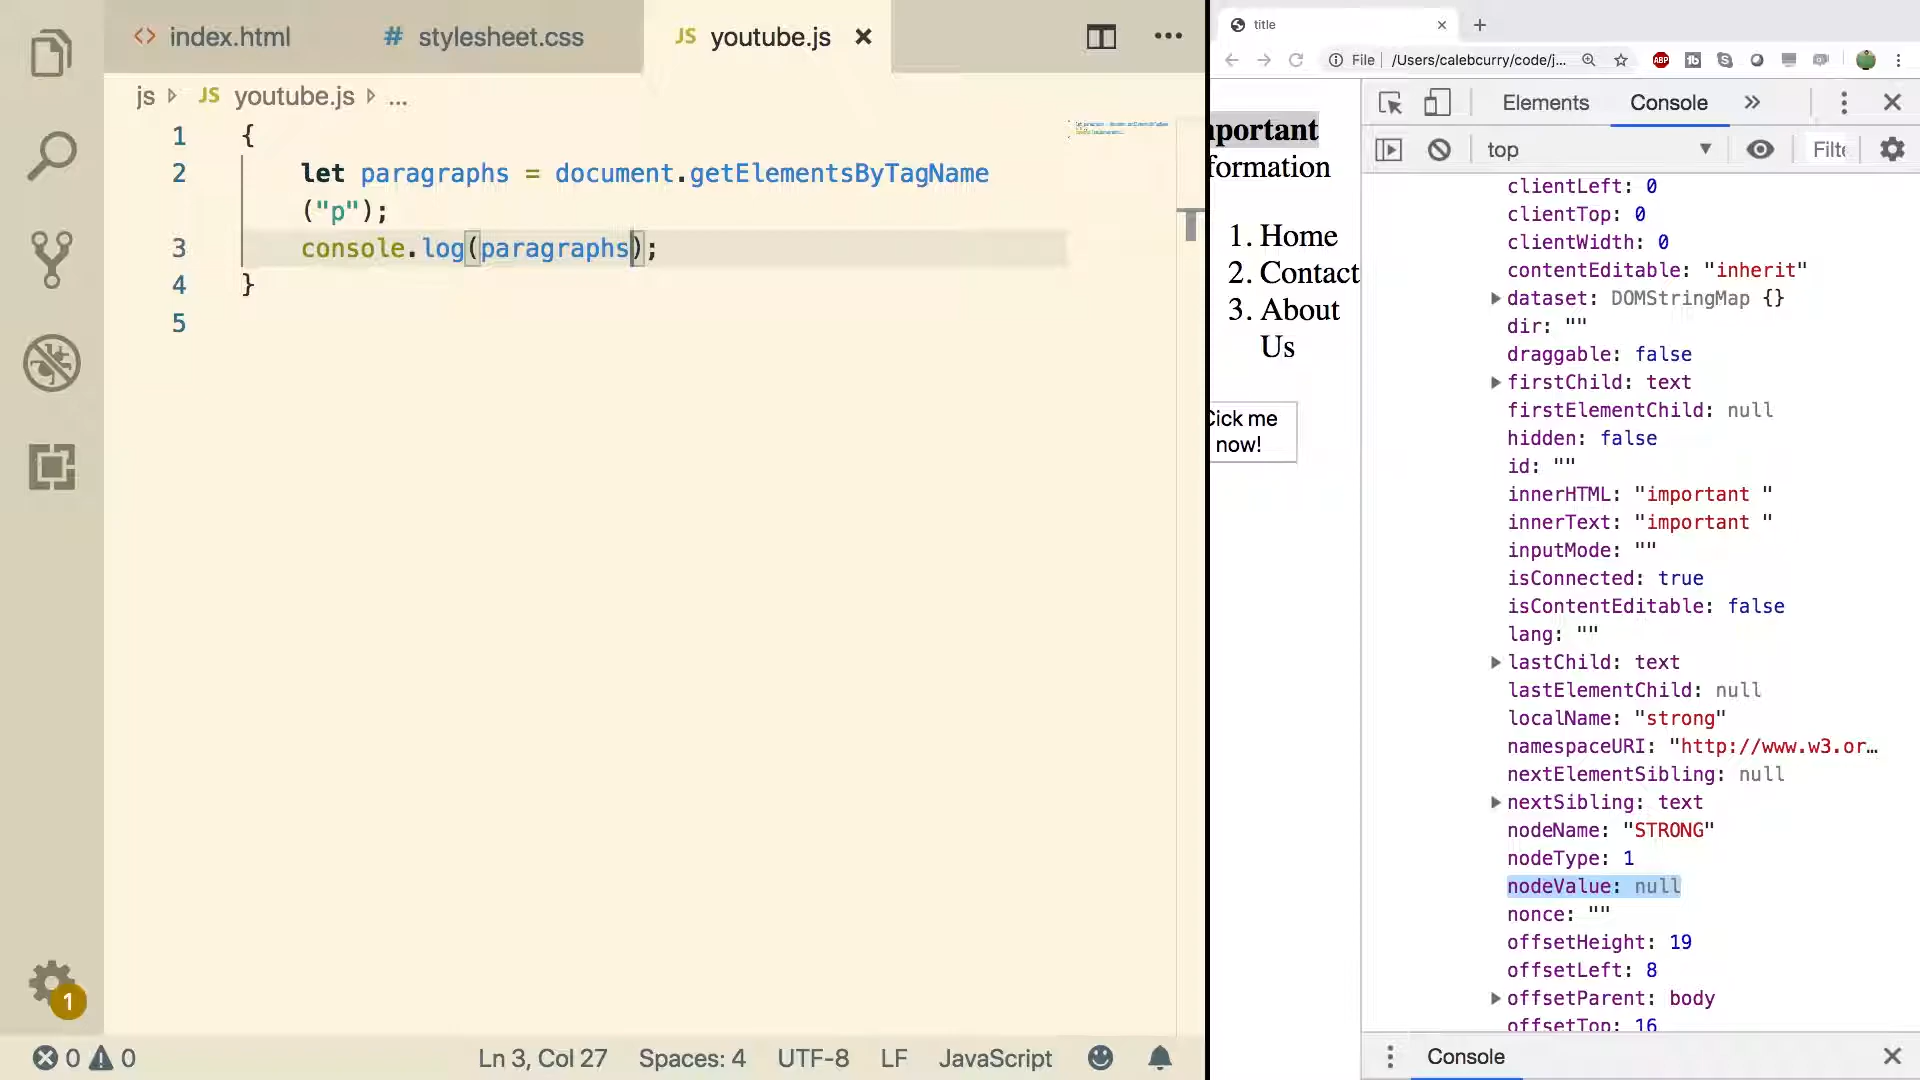 index.html
# stylesheet.css
JS youtube.js
js JS youtube.js ...
1 {
2 let paragraphs = document.getElementsByTagName
("p");
3 console.log(paragraphs);
4 }
5
1
0 0
Ln 3, Col 27 Spaces: 4 UTF-8 LF JavaScript
title
File /Users/calebcurry/code/j... ABP
mportant
formation
1. Home
2. Contact
3. About
Us
Cick me
now!
Elements Console
top Filt
clientLeft: 0
clientTop: 0
clientWidth: 0
contentEditable: "inherit"
dataset: DOMStringMap {}
dir: ""
draggable: false
firstChild: text
firstElementChild: null
hidden: false
id: ""
innerHTML: "important "
innerText: "important "
inputMode: ""
isConnected: true
isContentEditable: false
lang: ""
lastChild: text
lastElementChild: null
localName: "strong"
namespaceURI: "http://www.w3.or…
nextElementSibling: null
nextSibling: text
nodeName: "STRONG"
nodeType: 1
nodeValue: null
nonce: ""
offsetHeight: 19
offsetLeft: 8
offsetParent: body
offsetTop: 16
Console